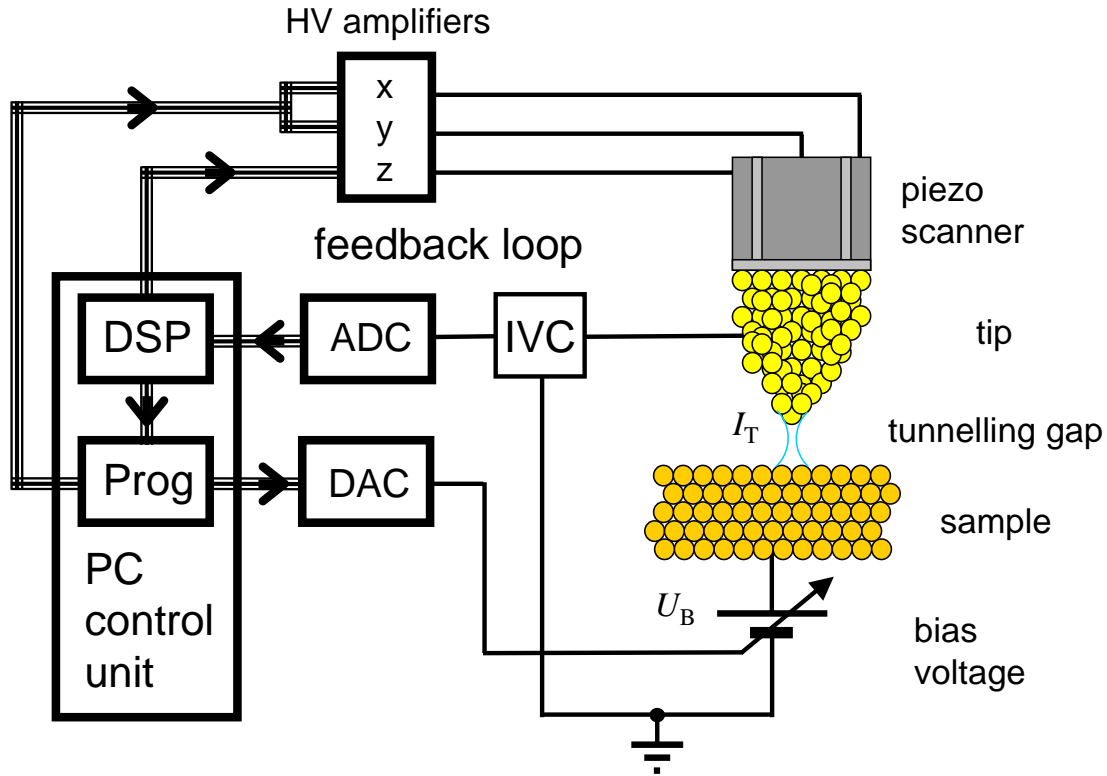 HV amplifiers
x
y
z
piezo
scanner
feedback loop
DSP
ADC
IVC
tip
I_T
tunnelling gap
Prog
DAC
sample
PC
control
unit
U_B
bias
voltage